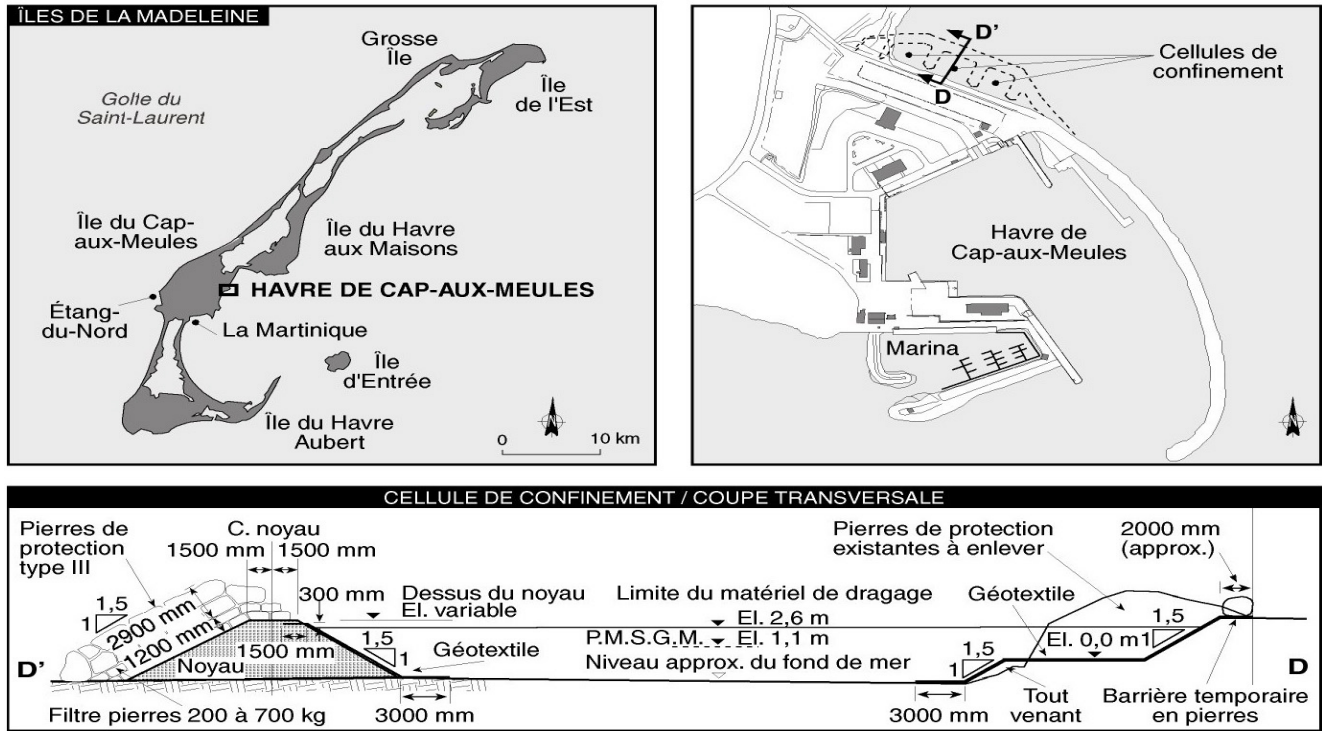 ÎLES DE LA MADELEINE
Grosse
Île
Île
de l'Est
Golte du
Saint-Laurent
Île du Cap-
aux-Meules
Île du Havre
aux Maisons
HAVRE DE CAP-AUX-MEULES
Étang-
du-Nord
La Martinique
Île
d'Entrée
Île du Havre
Aubert
0 10 km
D'
D
Cellules de
confinement
Havre de
Cap-aux-Meules
Marina
CELLULE DE CONFINEMENT / COUPE TRANSVERSALE
Pierres de
protection
type III
C. noyau
1500 mm
1500 mm
1,5
1
2900 mm
1200 mm
300 mm
Dessus du noyau
El. variable
1500 mm
Noyau
1,5
1
Géotextile
D'
Filtre pierres 200 à 700 kg
3000 mm
Limite du matériel de dragage
El. 2,6 m
P.M.S.G.M.
El. 1,1 m
Niveau approx. du fond de mer
Pierres de protection
existantes à enlever
Géotextile
2000 mm
(approx.)
1,5
1
El. 0,0 m
1,5
1
D
3000 mm
Tout
venant
Barrière temporaire
en pierres